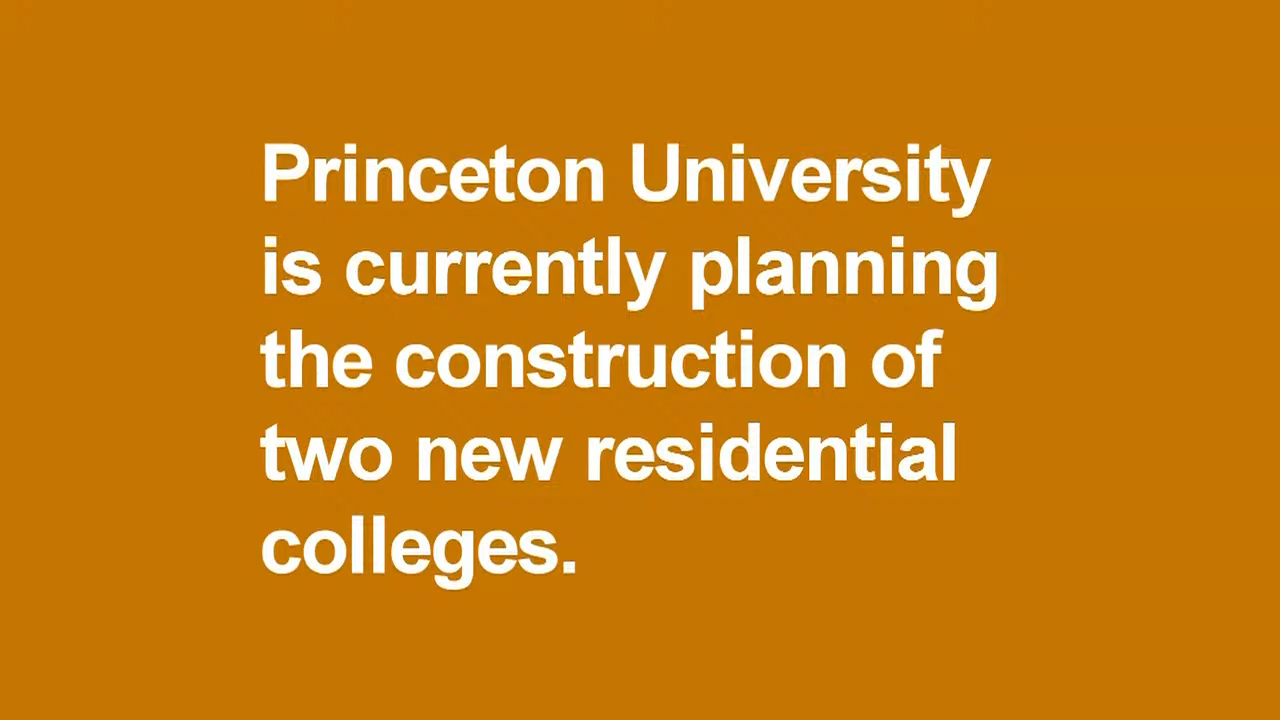 Princeton University
is currently planning
the construction of
two new residential
colleges.